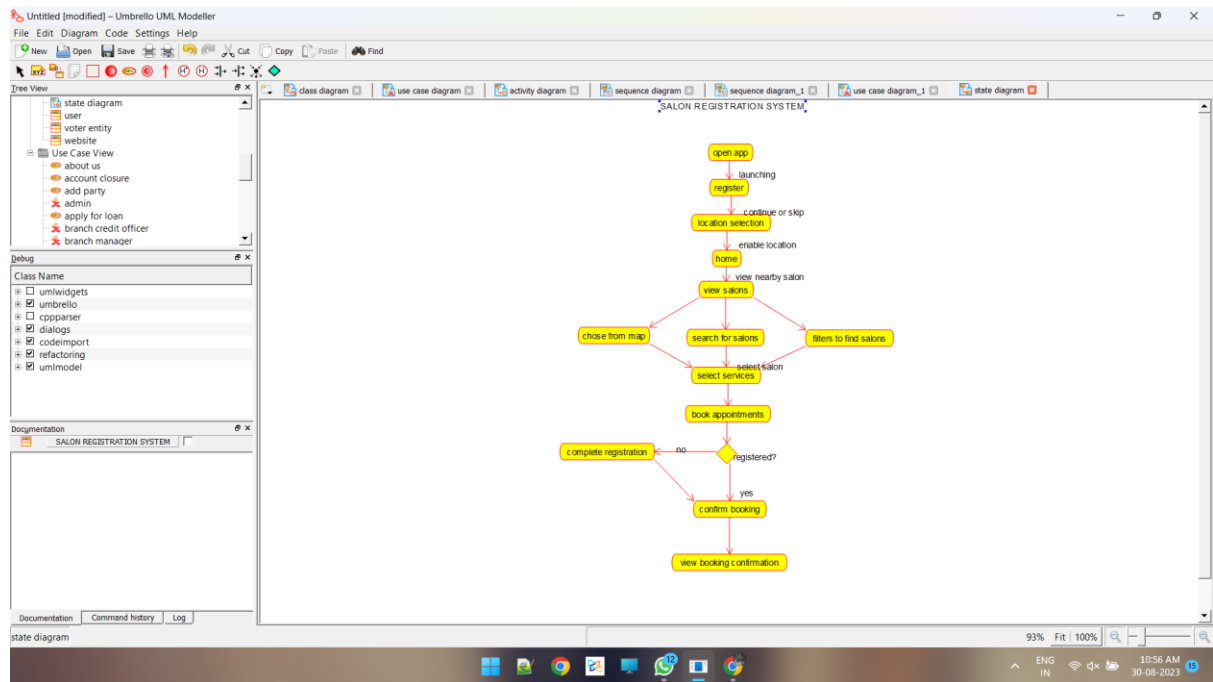 Untitled [modified] – Umbrello UML Modeller
File Edit Diagram Code Settings Help
New Open Save Cut Copy Paste Find
Tree View
state diagram
user
voter entity
website
Use Case View
about us
account closure
add party
admin
apply for loan
branch credit officer
branch manager
Debug
Class Name
umlwidgets
umbrello
cppparser
dialogs
codeimport
refactoring
umlmodel
Documentation
SALON REGISTRATION SYSTEM
Documentation Command history Log
class diagram use case diagram activity diagram sequence diagram sequence diagram_1 use case diagram_1 state diagram
SALON REGISTRATION SYSTEM
open app
launching
register
continue or skip
location selection
enable location
home
view nearby salon
view salons
chose from map search for salons filters to find salons
select salon
select services
book appointments
complete registration no registered?
yes
confirm booking
view booking confirmation
state diagram 93% Fit 100%
12
ENG
IN
10:56 AM
30-08-2023
15